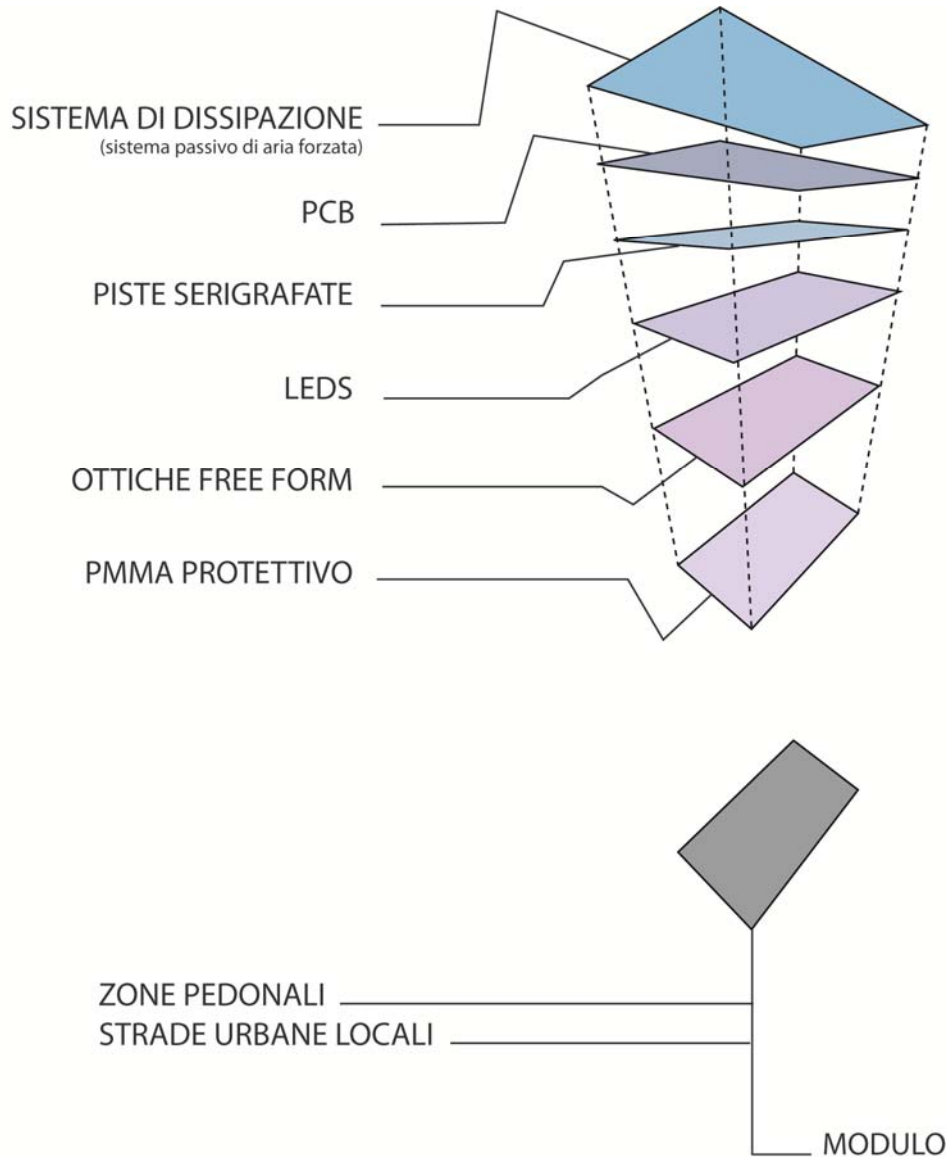 SISTEMA DI DISSIPAZIONE
(sistema passivo di aria forzata)
PCB
PISTE SERIGRAFATE
LEDS
OTTICHE FREE FORM
PMMA PROTETTIVO
ZONE PEDONALI
STRADE URBANE LOCALI
MODULO